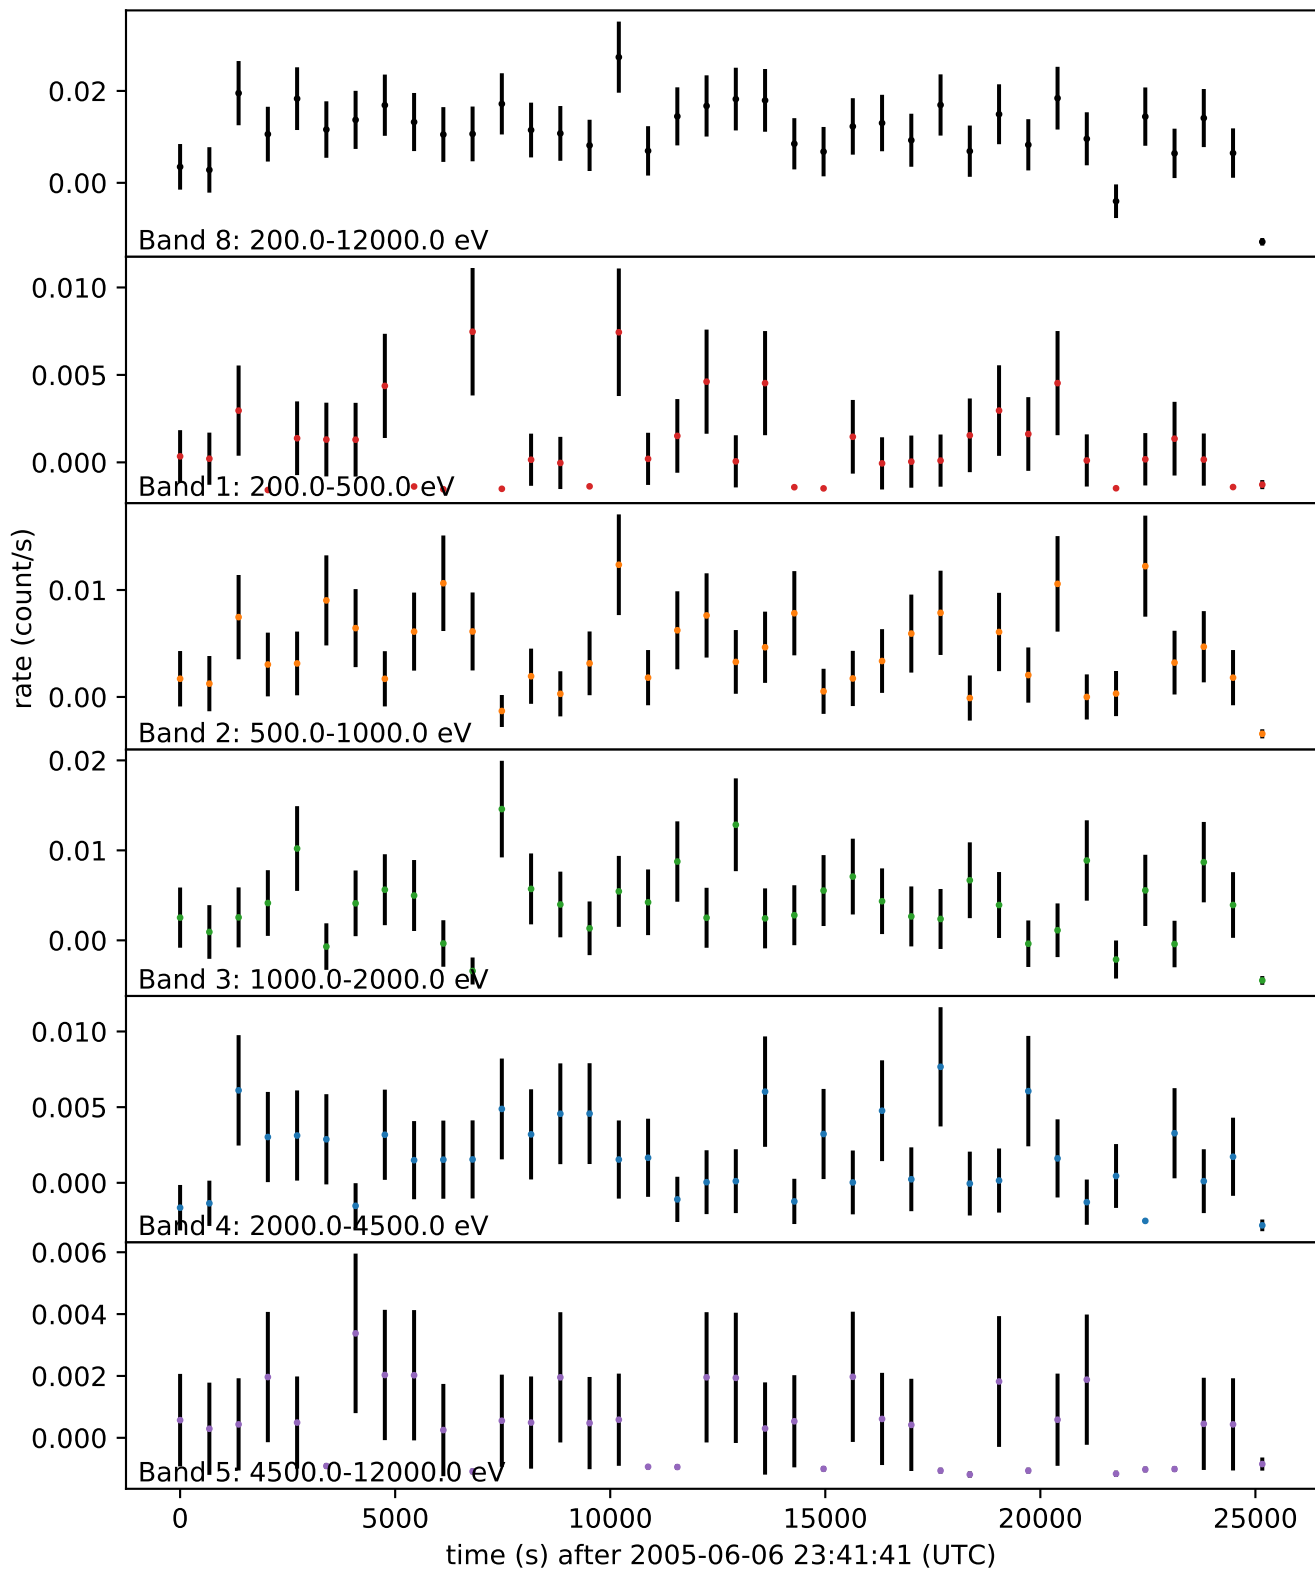 0.02
0.00
Band 8: 200.0-12000.0 eV
0.010
0.005
0.000
Band 1: 200.0-500.0 eV
0.01
0.00
Band 2: 500.0-1000.0 eV
rate (count/s)
0.02
0.01
0.00
Band 3: 1000.0-2000.0 eV
0.010
0.005
0.000
Band 4: 2000.0-4500.0 eV
0.006
0.004
0.002
0.000
Band 5: 4500.0-12000.0 eV
0 5000 10000 15000 20000 25000
time (s) after 2005-06-06 23:41:41 (UTC)